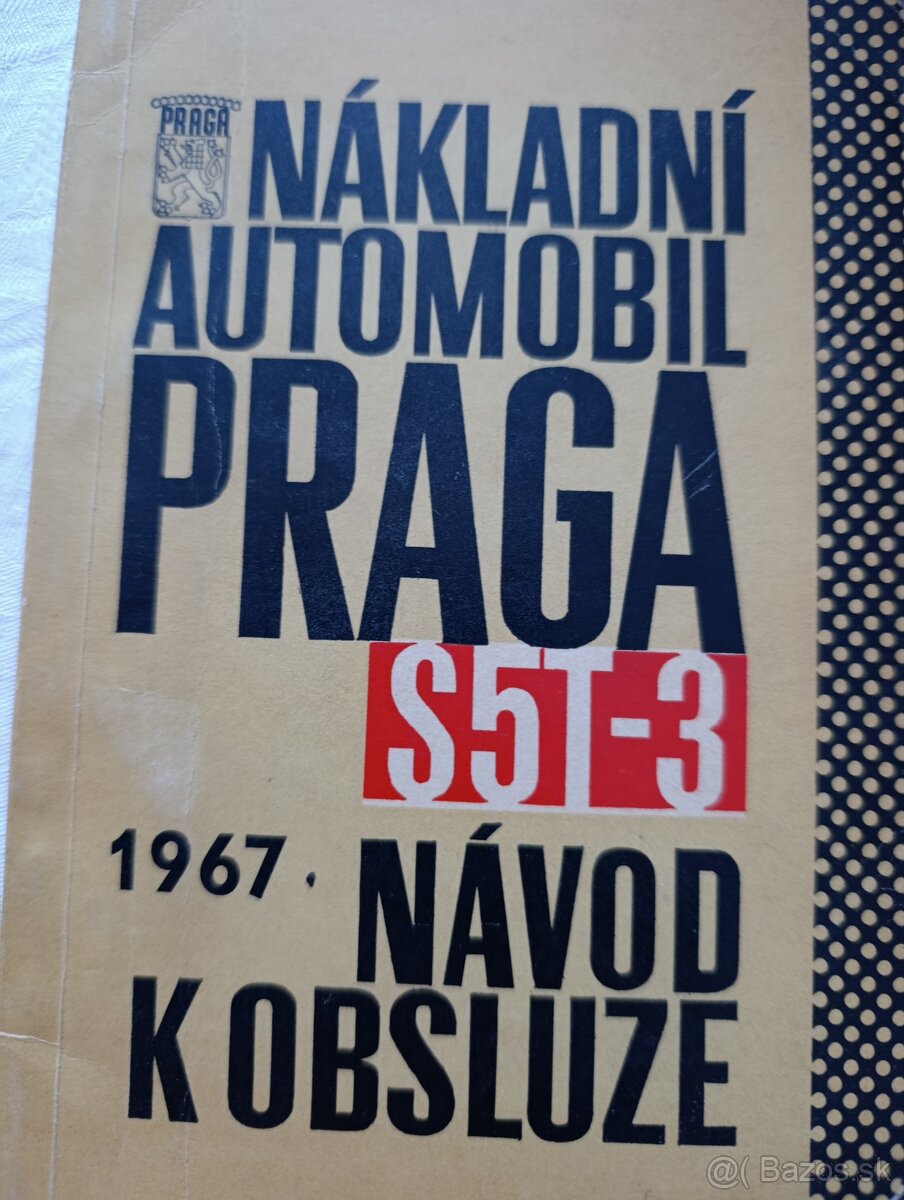 PRAGA
NÁKLADNÍ
AUTOMOBIL
PRAGA
S5T-3
1967. NÁVOD
K OBSLUZE
@( Bazos.sk